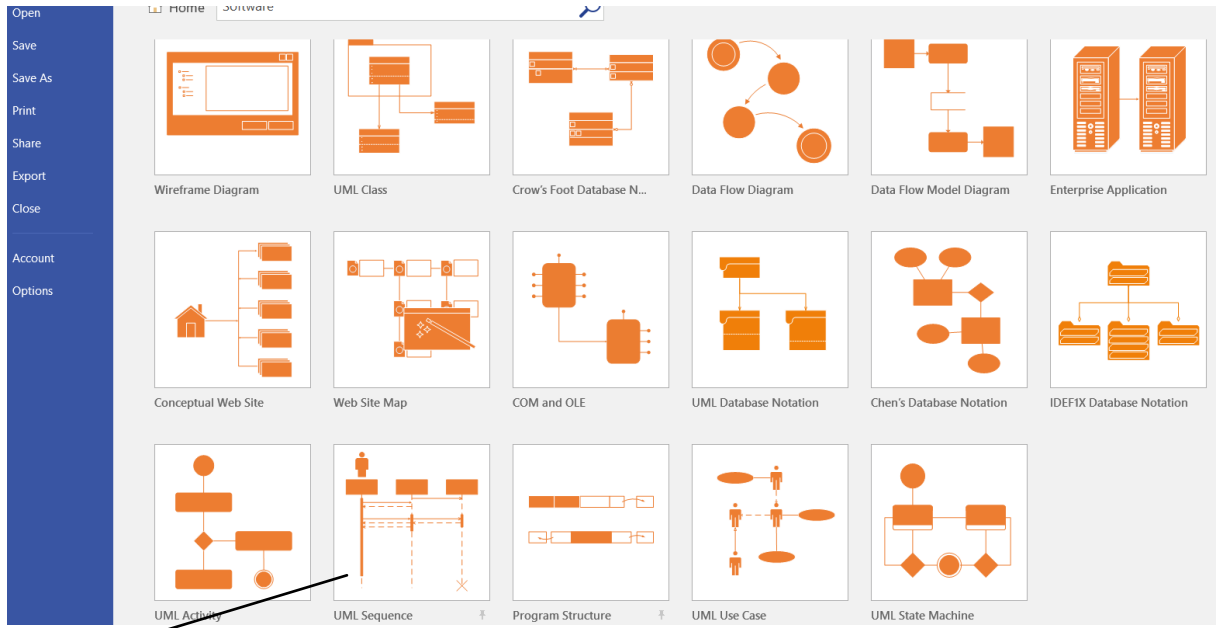 Open
Save
Save As
Print
Share
Export
Close
Account
Options
Home
Software
Wireframe Diagram
UML Class
Crow's Foot Database N...
Data Flow Diagram
Data Flow Model Diagram
Enterprise Application
Conceptual Web Site
Web Site Map
COM and OLE
UML Database Notation
Chen's Database Notation
IDEF1X Database Notation
UML Activity
UML Sequence
Program Structure
UML Use Case
UML State Machine